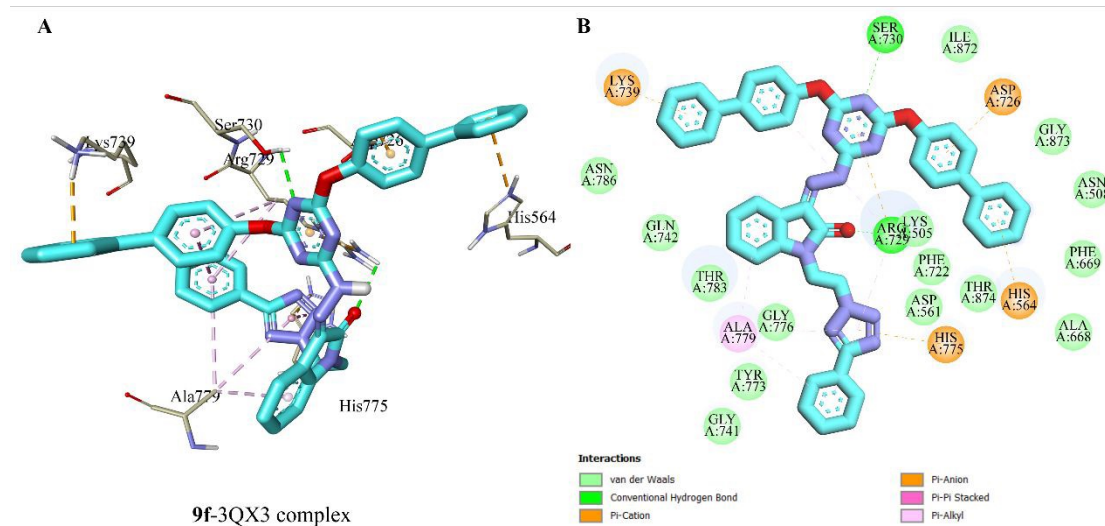 A
B
Lys739
Ser730
Arg729
His564
Ala779
His775
9f-3QX3 complex
SER
A:730
ILE
A:872
LYS
A:739
ASP
A:726
GLY
A:873
ASN
A:786
ASN
A:508
GLN
A:742
ARG
A:729
LYS
A:505
PHE
A:722
PHE
A:669
THR
A:783
THR
A:874
HIS
A:564
ASP
A:561
GLY
A:776
ALA
A:779
HIS
A:775
ALA
A:668
TYR
A:773
GLY
A:741
Interactions
van der Waals
Conventional Hydrogen Bond
Pi-Cation
Pi-Anion
Pi-Pi Stacked
Pi-Alkyl